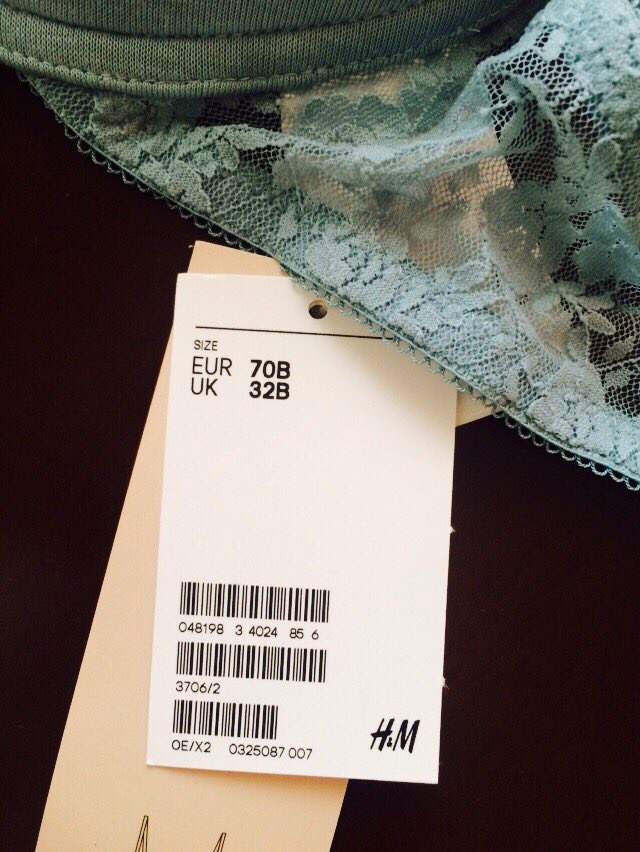 SIZE
EUR 70B
UK 32B
048198 3 4024 85 6
3706/2
OE/X2 0325087 007
H&M